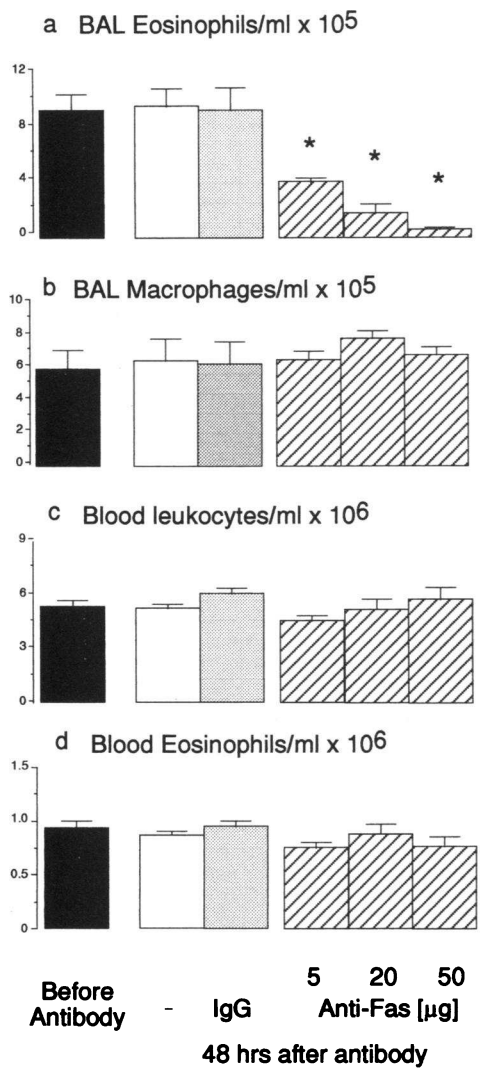 a BAL Eosinophils/ml x 10⁵
12
8
4
0
* * *
b BAL Macrophages/ml x 10⁵
10
8
6
4
2
0
c Blood leukocytes/ml x 10⁶
9
6
3
0
d Blood Eosinophils/ml x 10⁶
1.5
1.0
0.5
0
5 20 50
Before Antibody - IgG Anti-Fas [µg]
48 hrs after antibody